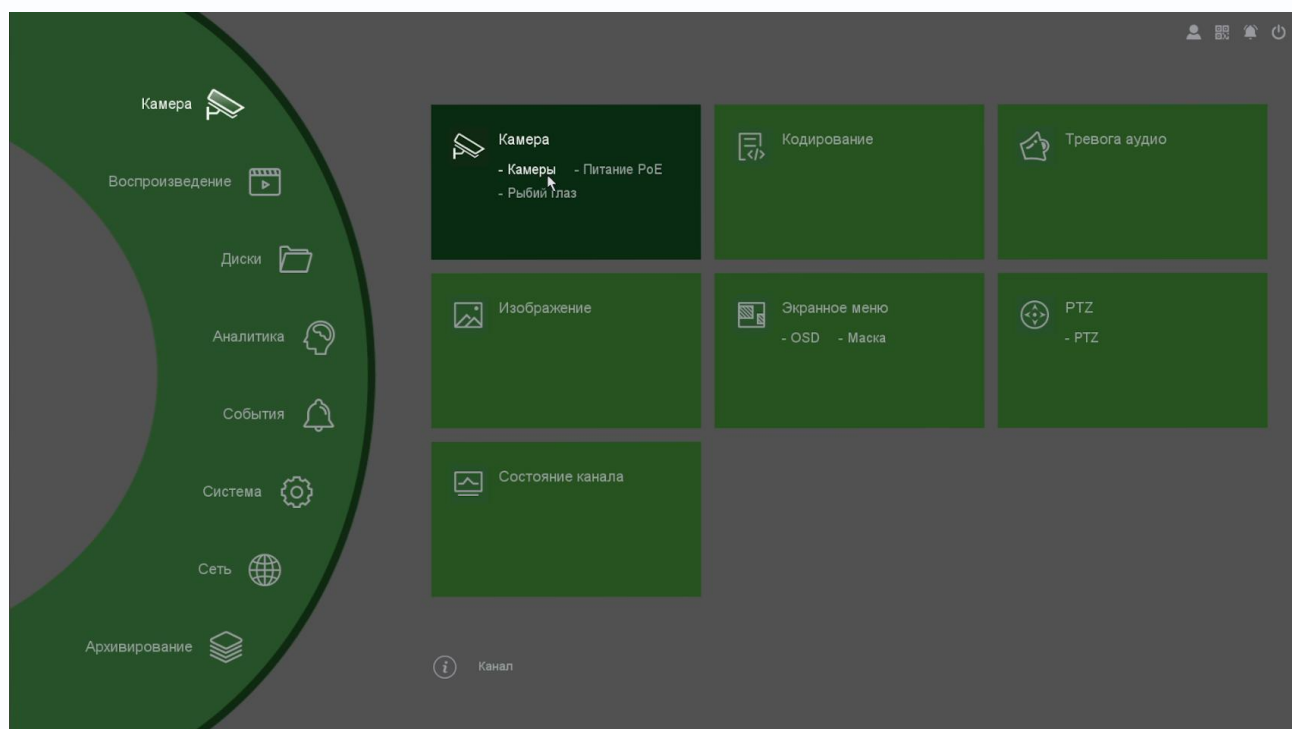 Камера
Воспроизведение
Диски
Аналитика
События
Система
Сеть
Архивирование
Камера
- Камеры - Питание PoE
- Рыбий глаз
Кодирование
Тревога аудио
Изображение
Экранное меню
- OSD - Маска
PTZ
- PTZ
Состояние канала
Канал